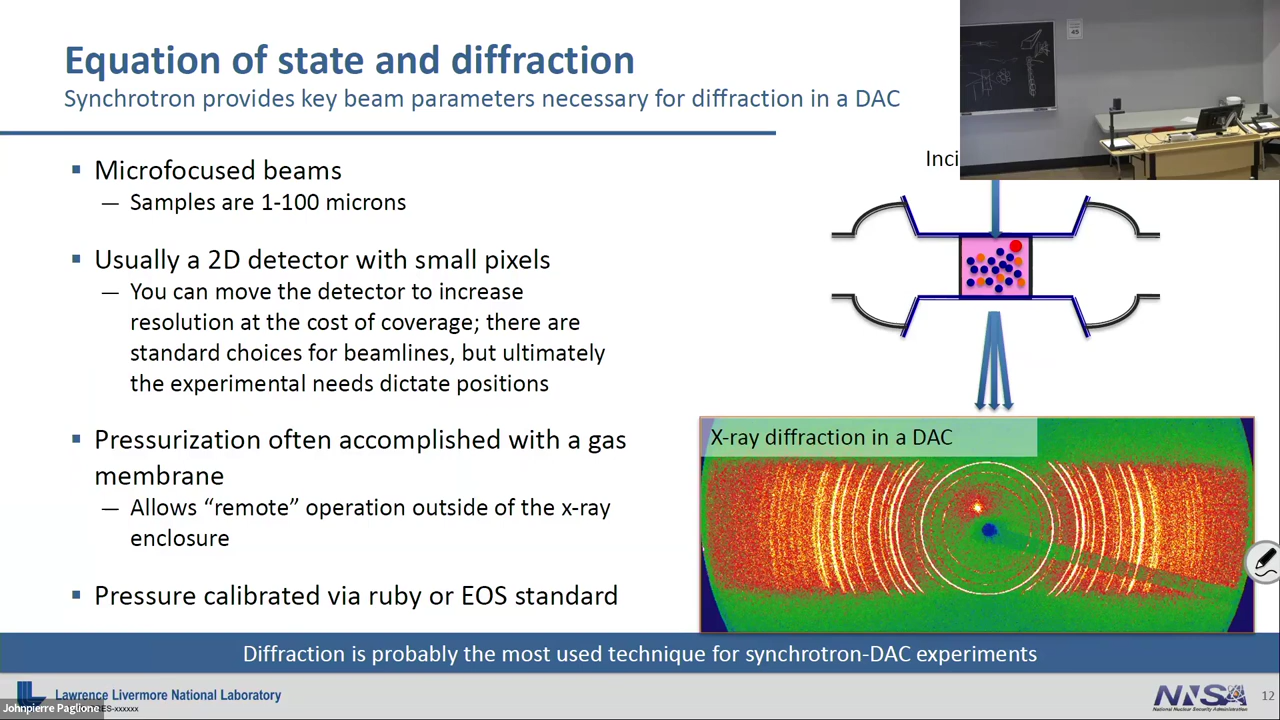 Equation of state and diffraction
Synchrotron provides key beam parameters necessary for diffraction in a DAC
▪ Microfocused beams
— Samples are 1-100 microns
▪ Usually a 2D detector with small pixels
— You can move the detector to increase
resolution at the cost of coverage; there are
standard choices for beamlines, but ultimately
the experimental needs dictate positions
▪ Pressurization often accomplished with a gas
membrane
— Allows “remote” operation outside of the x-ray
enclosure
▪ Pressure calibrated via ruby or EOS standard
Inci
X-ray diffraction in a DAC
Diffraction is probably the most used technique for synchrotron-DAC experiments
Lawrence Livermore National Laboratory
Johnpierre Paglione
ES-xxxxxx
NNSA
National Nuclear Security Administration
12